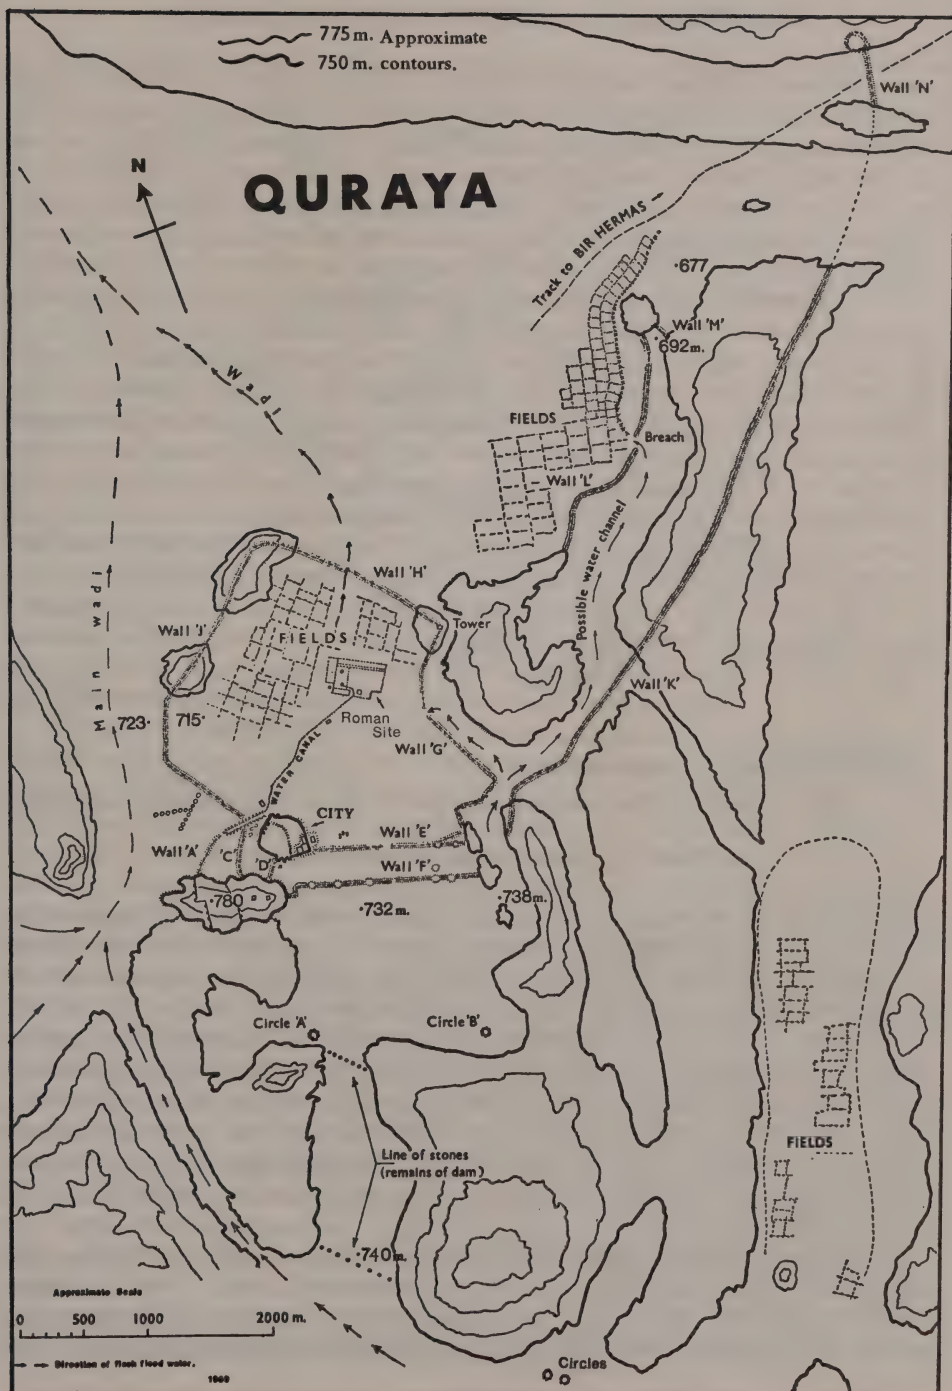 775 m. Approximate
750 m. contours.
Wall 'N'
N
QURAYA
Track to BIR HERMAS
·677
Wall 'M'
·692m.
Wadi
FIELDS
Breach
Wall 'L'
Possible water channel
Main wadi
Wall 'H'
Wall 'J'
FIELDS
Tower
Wall 'K'
723·
715·
Roman
Site
Wall 'G'
WATER CANAL
CITY
Wall 'E'
Wall 'A'
'C'
'D'
Wall 'F'
·780
·732 m.
·738m.
Circle 'A'
Circle 'B'
Line of stones
(remains of dam)
FIELDS
·740m.
Approximate Scale
0 500 1000 2000 m.
Direction of flash flood water.
1969
Circles